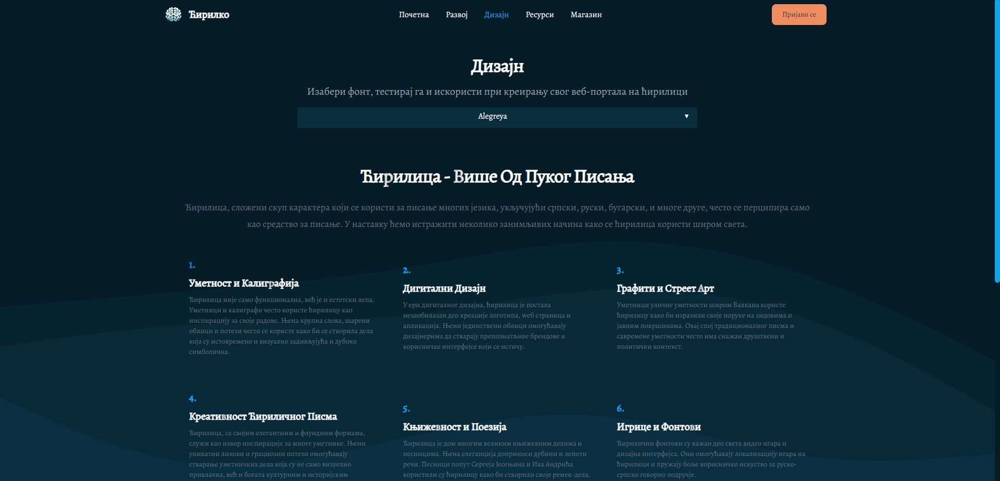 Ћирилко
Почетна
Развој
Дизајн
Ресурси
Магазин
Пријави се
Дизајн
Изабери фонт, тестирај га и искористи при креирању свог веб-портала на ћирилици
Alegreya
Ћирилица - Више Од Пуког Писања
Ћирилица, сложени скуп карактера који се користи за писање многих језика, укључујући српски, руски, бугарски, и многе друге, често се перципира само
као средство за писање. У наставку ћемо истражити неколико занимљивих начина како се ћирилица користи широм света.
1.
Уметност и Калиграфија
Ћирилица није само функционална, већ је и естетски лепа.
Уметници и калиграфи често користе ћирилицу као
инспирацију за своје радове. Њена крупна слова, шарени
облици и потези често се користе како би се створила дела
која су истовремено и визуално задивљујућа и дубоко
симболична.
2.
Дигитални Дизајн
У ери дигиталног дизајна, ћирилица је постала
незаобилазан део креације логотипа, wеб страница и
апликација. Њени јединствени облици омогућавају
дизајнерима да стварају препознатљиве брендове и
корисничке интерфејсе који се истичу.
3.
Графити и Стреет Арт
Уметници уличне уметности широм Балкана користе
ћирилицу како би изразили своје поруке на зидовима и
јавним површинама. Овај спој традиционалног писма и
савремене уметности често има снажан друштвени и
политички контекст.
4.
Креативност Ћириличног Писма
Ћирилица, са својим елегантним и флуидним формама,
служи као извор инспирације за многе уметнике. Њени
уникатни ликови и грациозни потези омогућавају
стварање уметничких дела која су не само визуелно
привлачна, већ и богата културним и историјским
5.
Књижевност и Поезија
Ћирилица је дом многим великим књижевним делима и
песницима. Њена елеганција доприноси дубини и лепоти
речи. Песници попут Сергеја Јесењина и Ива Андрића
користили су ћирилицу како би створили своје ремек-дела.
6.
Игрице и Фонтови
Ћирилични фонтови су важан део света видео игара и
дизајна интерфејса. Они омогућавају локализацију игара на
ћирилици и пружају боље корисничко искуство за руско-
српско говорно подручје.